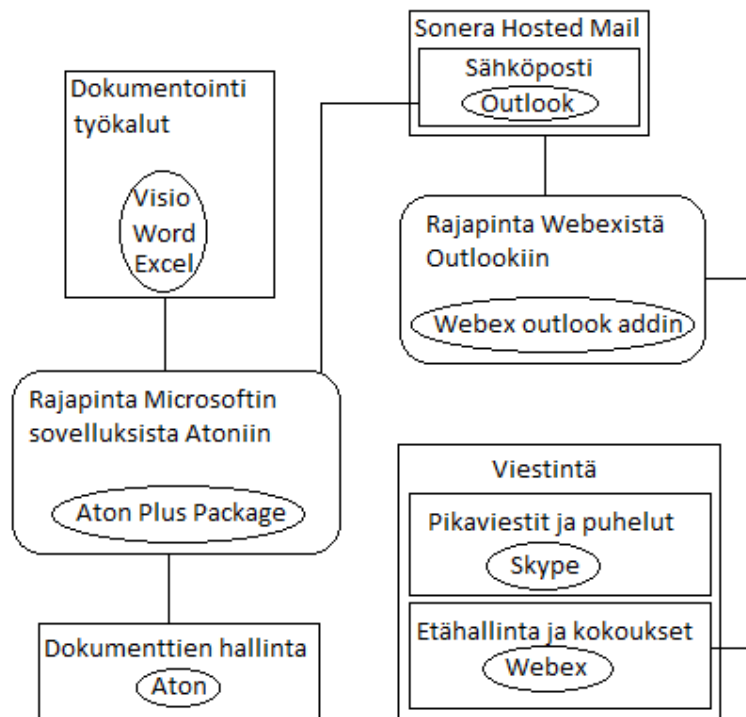 Sonera Hosted Mail
Sähköposti
Outlook
Dokumentointi
työkalut
Visio
Word
Excel
Rajapinta Webexistä
Outlookiin
Webex outlook addin
Rajapinta Microsoftin
sovelluksista Atoniin
Aton Plus Package
Viestintä
Pikaviestit ja puhelut
Skype
Etähallinta ja kokoukset
Webex
Dokumenttien hallinta
Aton